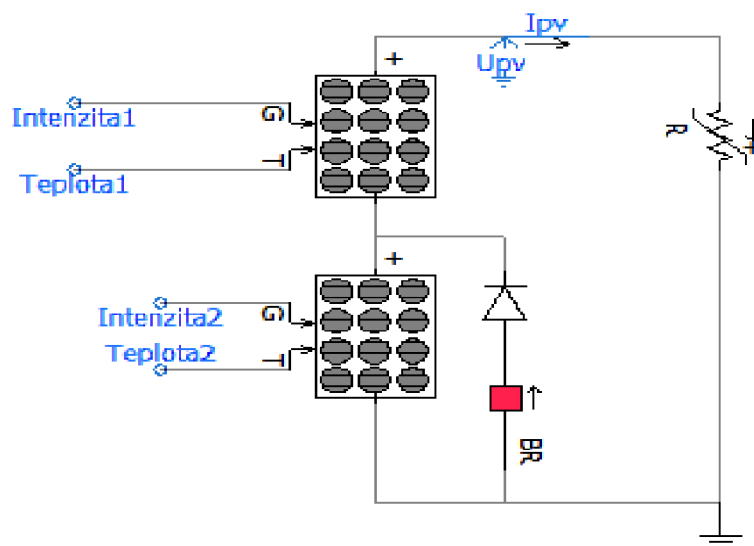 Ipv
+
Upv
Intenzita1
G
T
Teplota1
R
+
Intenzita2
G
Teplota2
T
BR